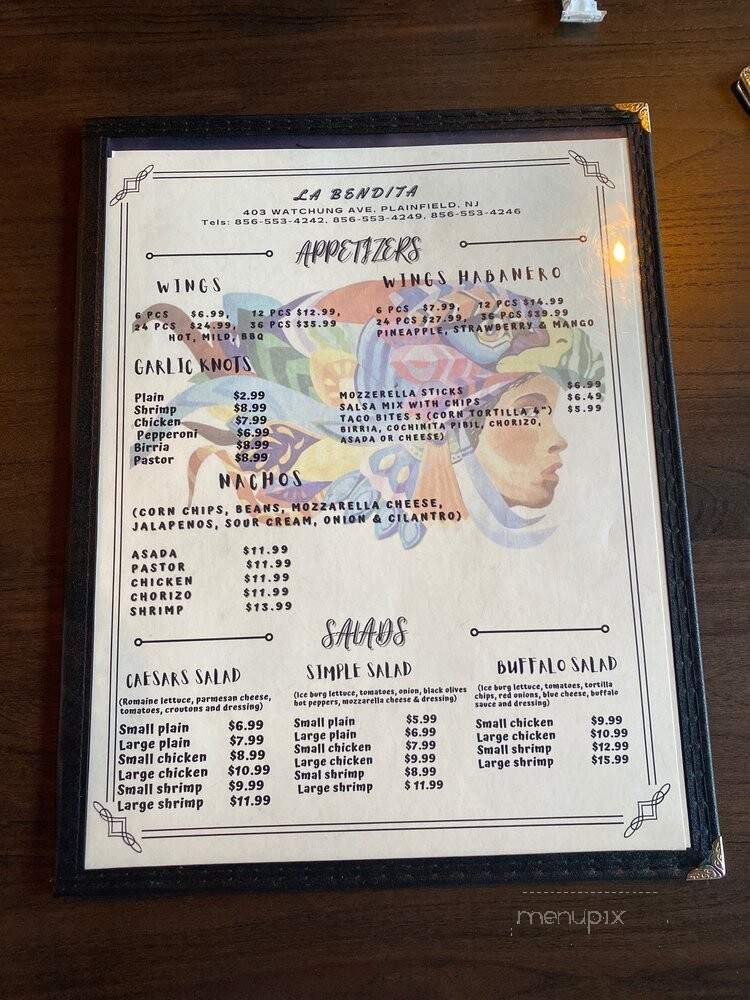 LA BENDITA
403 WATCHUNG AVE, PLAINFIELD, NJ
Tels: 856-553-4242, 856-553-4249, 856-553-4246
APPETIZERS
WINGS
6 PCS $6.99, 12 PCS $12.99,
24 PCS $24.99, 36 PCS $35.99
HOT, MILD, BBQ
WINGS HABANERO
6 PCS $7.99, 12 PCS $14.99
24 PCS $27.99, 36 PCS $39.99
PINEAPPLE, STRAWBERRY & MANGO
GARLIC KNOTS
Plain $2.99
Shrimp $8.99
Chicken $7.99
Pepperoni $6.99
Birria $8.99
Pastor $8.99
MOZZERELLA STICKS $6.99
SALSA MIX WITH CHIPS $6.49
TACO BITES 3 (CORN TORTILLA 4") $5.99
BIRRIA, COCHINITA PIBIL, CHORIZO,
ASADA OR CHEESE)
NACHOS
(CORN CHIPS, BEANS, MOZZARELLA CHEESE,
JALAPENOS, SOUR CREAM, ONION & CILANTRO)
ASADA $11.99
PASTOR $11.99
CHICKEN $11.99
CHORIZO $11.99
SHRIMP $13.99
SALADS
CAESARS SALAD
(Romaine lettuce, parmesan cheese,
tomatoes, croutons and dressing)
Small plain $6.99
Large plain $7.99
Small chicken $8.99
Large chicken $10.99
Small shrimp $9.99
Large shrimp $11.99
SIMPLE SALAD
(Ice burg lettuce, tomatoes, onion, black olives
hot peppers, mozzarella cheese & dressing)
Small plain $5.99
Large plain $6.99
Small chicken $7.99
Large chicken $9.99
Smal shrimp $8.99
Large shrimp $ 11.99
BUFFALO SALAD
(Ice burg lettuce, tomatoes, tortilla
chips, red onions, blue cheese, buffalo
sauce and dressing)
Small chicken $9.99
Large chicken $10.99
Small shrimp $12.99
Large shrimp $15.99
menupix